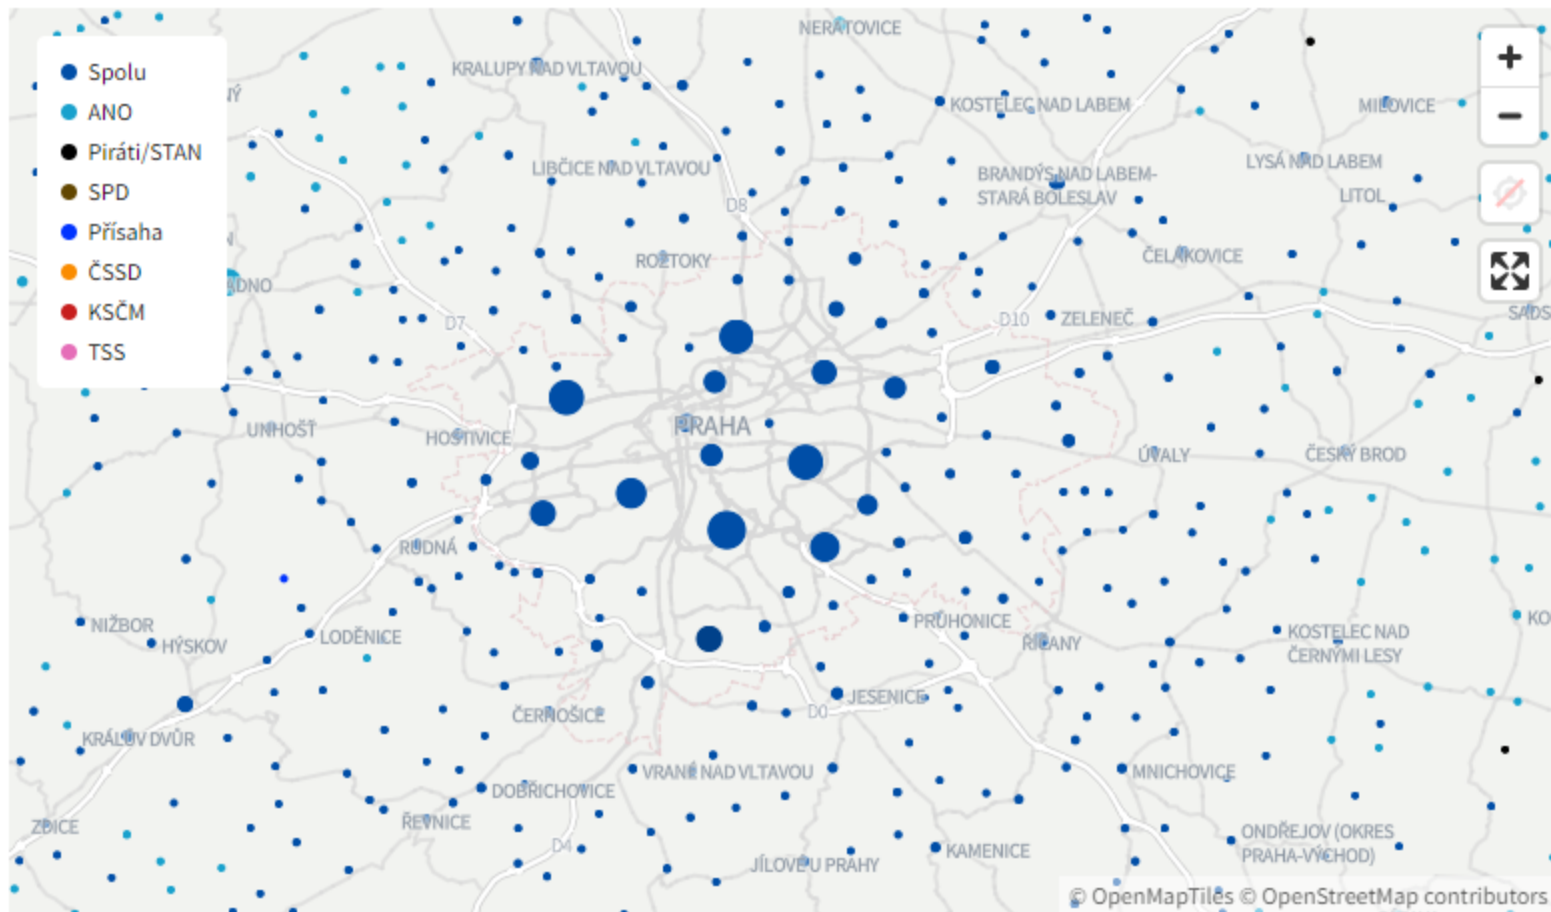 Spolu
ANO
Piráti/STAN
SPD
Přísaha
ČSSD
KSČM
TSS
NERATOVICE
KRALUPY NAD VLTAVOU
KOSTELEC NAD LABEM
MILOVICE
LIBČICE NAD VLTAVOU
LYSÁ NAD LABEM
BRANDÝS NAD LABEM-
STARÁ BOLESLAV
LITOL
D8
ROZTOKY
ČELÁKOVICE
DNO
D7
D10
ZELENEČ
SADS
PRAHA
UNHOŠŤ
HOSTIVICE
ÚVALY
ČESKÝ BROD
RUDNÁ
NIŽBOR
HÝSKOV
LODĚNICE
PRŮHONICE
ŘÍČANY
KO
KOSTELEC NAD
ČERNÝMI LESY
JESENICE
ČERNOŠICE
D0
KRÁLŮV DVŮR
VRANÉ NAD VLTAVOU
MNICHOVICE
DOBŘICHOVICE
ŘEVNICE
ZDICE
D4
ONDŘEJOV (OKRES
PRAHA-VÝCHOD)
JÍLOVÉ U PRAHY
KAMENICE
© OpenMapTiles © OpenStreetMap contributors